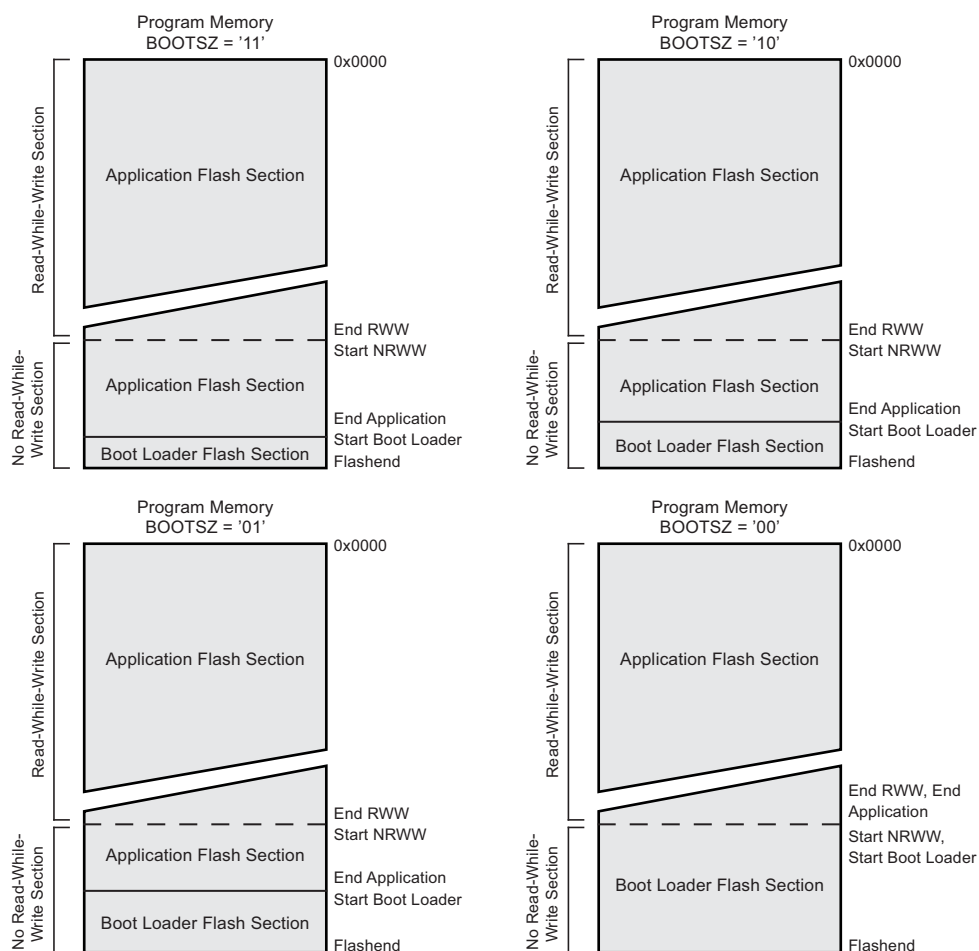 Program Memory
BOOTSZ = '11'
0x0000
Read-While-Write Section
Application Flash Section
End RWW
Start NRWW
No Read-While-
Write Section
Application Flash Section
End Application
Start Boot Loader
Boot Loader Flash Section
Flashend
Program Memory
BOOTSZ = '10'
0x0000
Read-While-Write Section
Application Flash Section
End RWW
Start NRWW
No Read-While-
Write Section
Application Flash Section
End Application
Start Boot Loader
Boot Loader Flash Section
Flashend
Program Memory
BOOTSZ = '01'
0x0000
Read-While-Write Section
Application Flash Section
End RWW
Start NRWW
No Read-While-
Write Section
Application Flash Section
End Application
Start Boot Loader
Boot Loader Flash Section
Flashend
Program Memory
BOOTSZ = '00'
0x0000
Read-While-Write Section
Application Flash Section
End RWW, End
Application
Start NRWW,
Start Boot Loader
No Read-While-
Write Section
Boot Loader Flash Section
Flashend